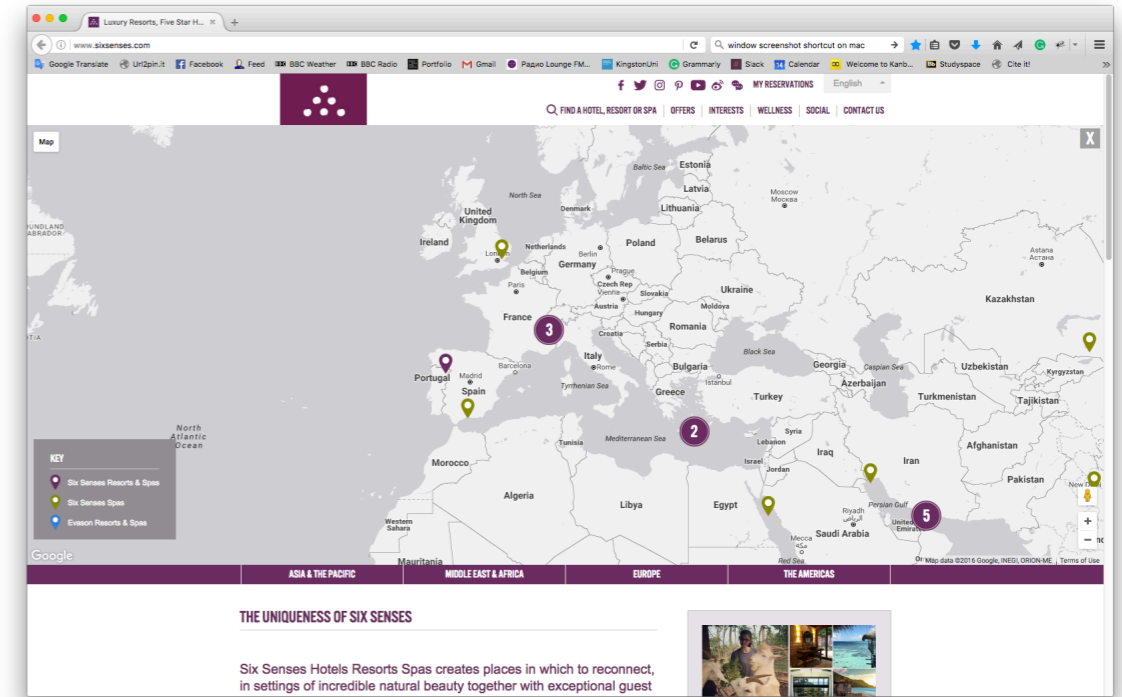 Luxury Resorts, Five Star H...
www.sixsenses.com
window screenshot shortcut on mac
Google Translate Url2pin.it Facebook Feed BBC Weather BBC Radio Portfolio Gmail Радио Lounge FM... KingstonUni Grammarly Slack Calendar Welcome to Kanb... Studyspace Cite it!
MY RESERVATIONS English
FIND A HOTEL, RESORT OR SPA OFFERS INTERESTS WELLNESS SOCIAL CONTACT US
Map
X
Baltic Sea
Estonia
Latvia
Moscow
Москва
North Sea
Denmark
Lithuania
United
Kingdom
Ireland
Netherlands
Berlin
Poland
Belarus
Astana
Астана
Belgium
Germany
Prague
Paris
Czech Rep
Vienna
Slovakia
Ukraine
Kazakhstan
Austria
Hungary
Moldova
France
3
Croatia
Romania
Serbia
Italy
Rome
Black Sea
Bulgaria
Georgia
Caspian Sea
Uzbekistan
Kyrgyzstan
Portugal
Madrid
Barcelona
Spain
Tyrrhenian Sea
Greece
Istanbul
Turkey
Azerbaijan
Turkmenistan
Tajikistan
North
Atlantic
Ocean
Tunisia
Mediterranean Sea
2
Syria
Lebanon
Iraq
Iran
Afghanistan
Morocco
Israel
Jordan
Pakistan
Algeria
Libya
Egypt
Persian Gulf
Riyadh
الرياض
5
Western
Sahara
Mecca
مكة
Saudi Arabia
United
Emirates
Mauritania
Red Sea
KEY
Six Senses Resorts & Spas
Six Senses Spas
Evason Resorts & Spas
Google
Map data ©2016 Google, INEGI, ORION-ME Terms of Use
ASIA & THE PACIFIC MIDDLE EAST & AFRICA EUROPE THE AMERICAS
THE UNIQUENESS OF SIX SENSES
Six Senses Hotels Resorts Spas creates places in which to reconnect,
in settings of incredible natural beauty together with exceptional guest